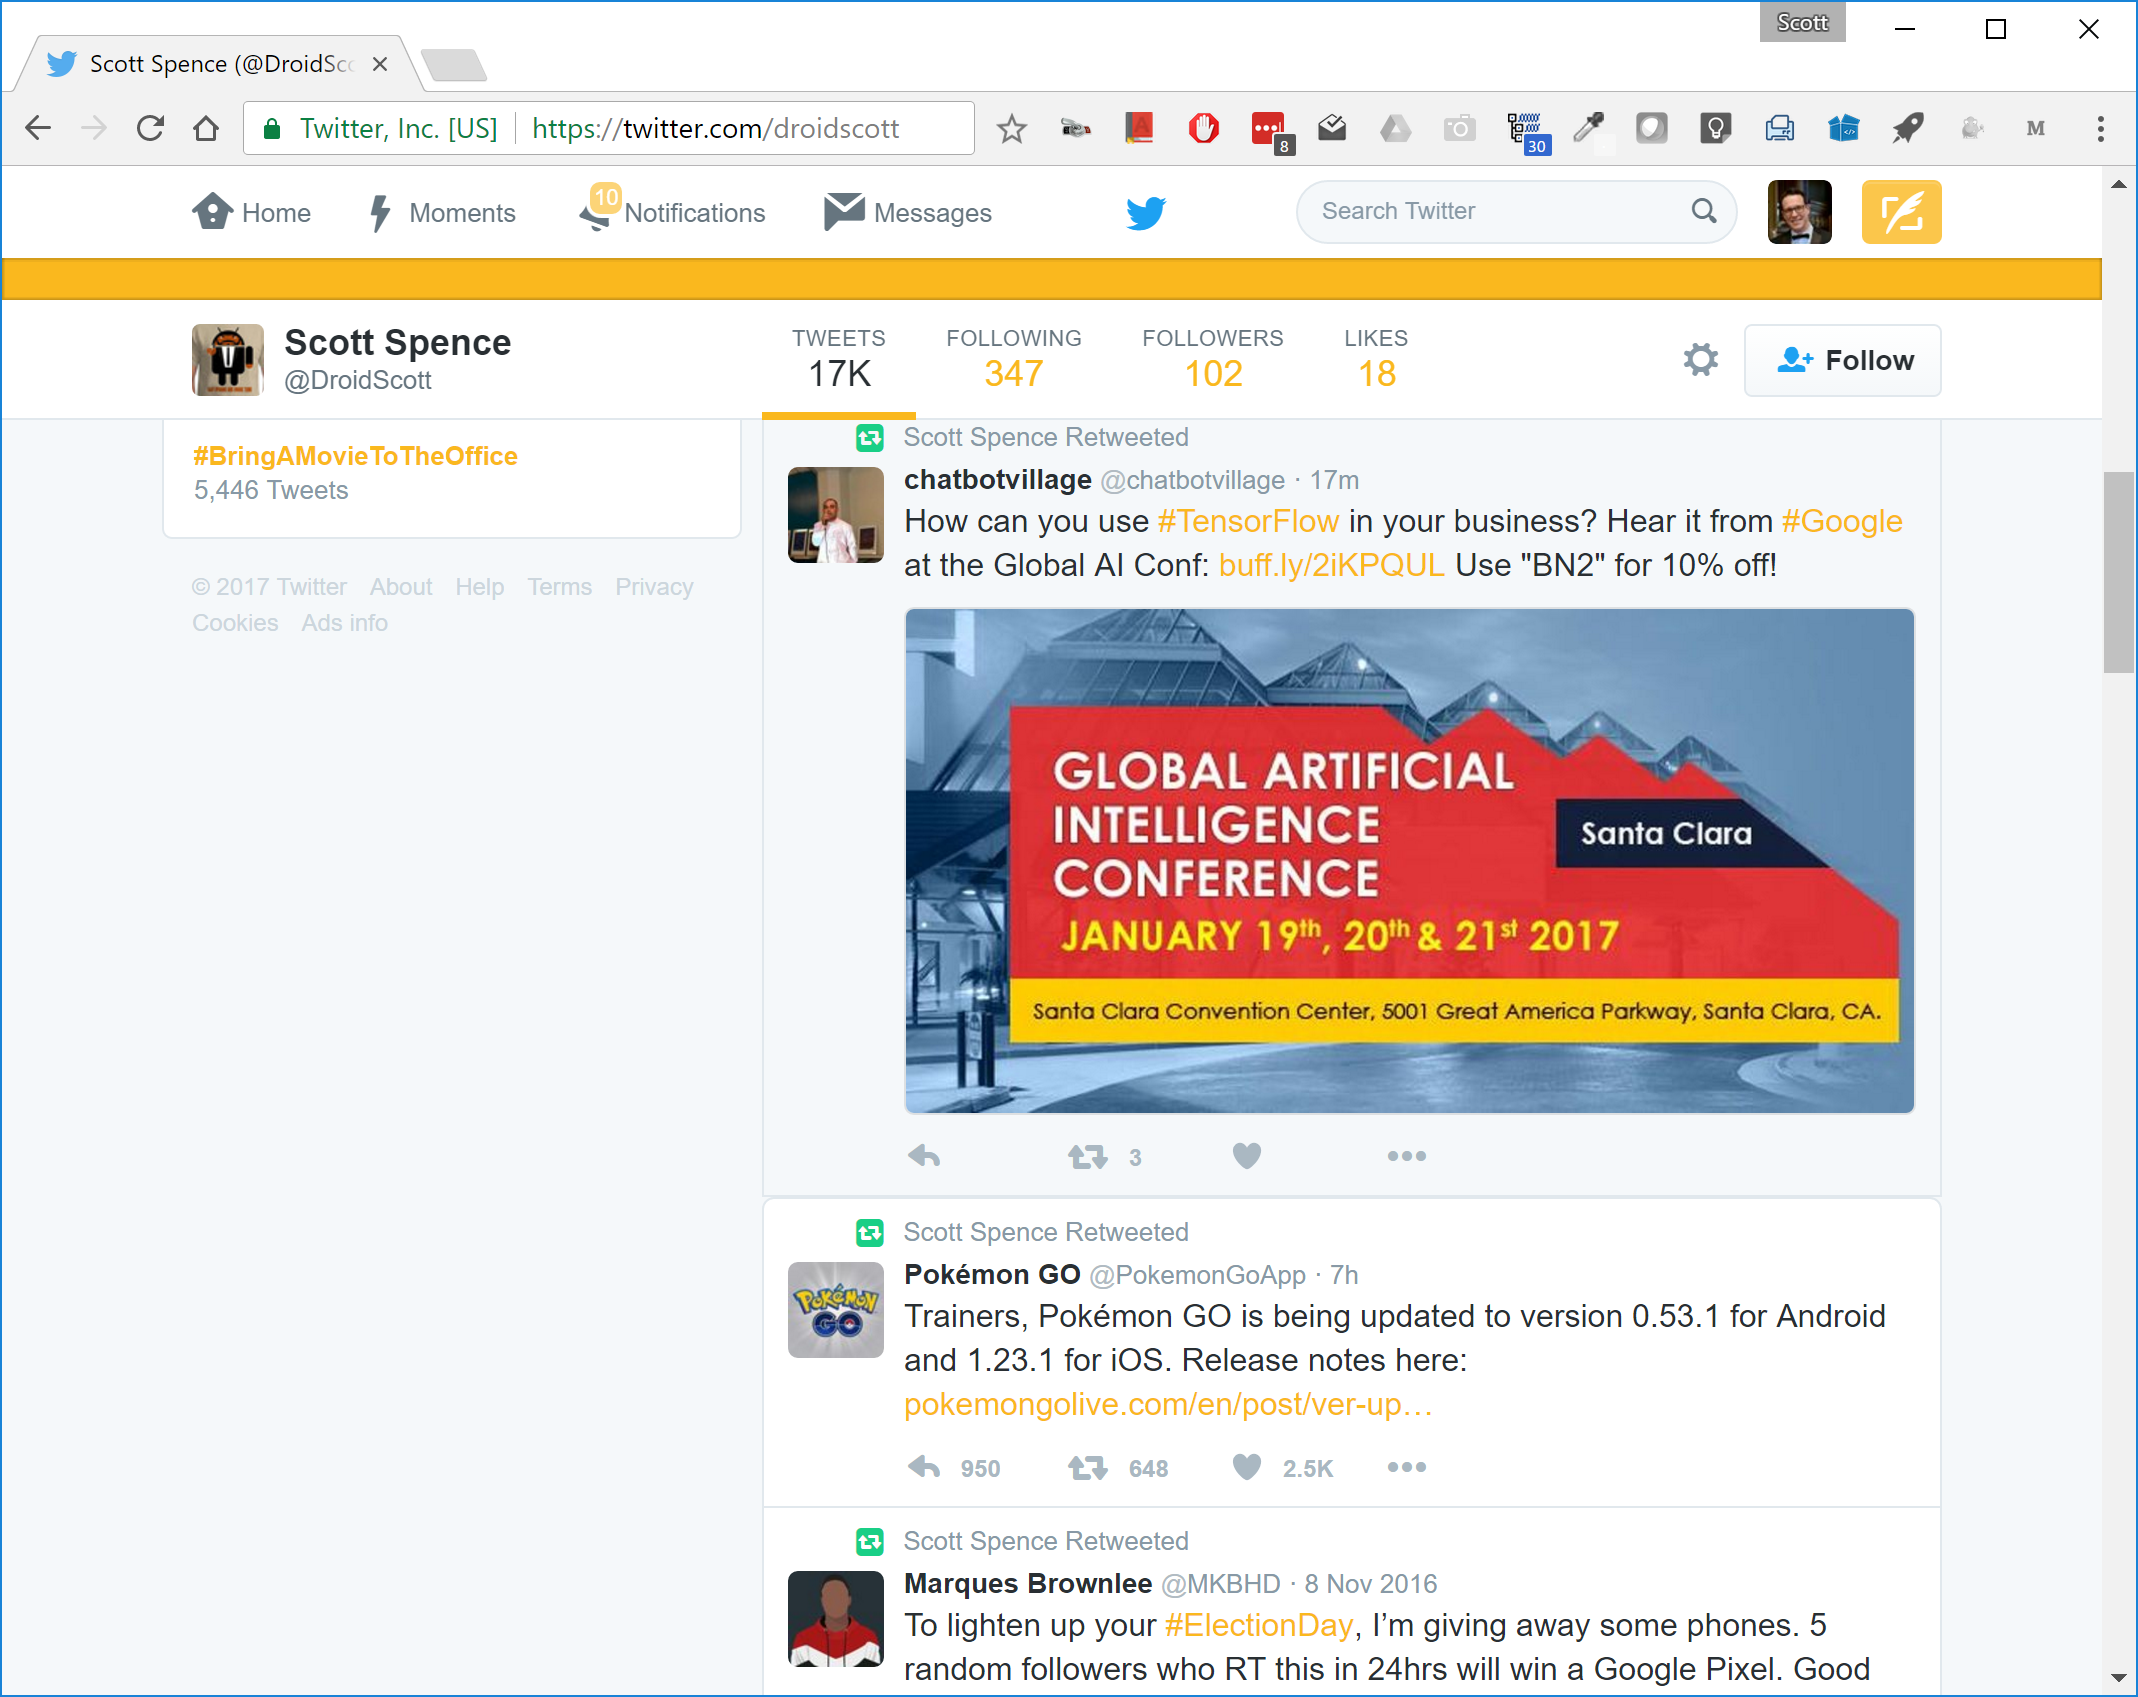 Scott
Scott Spence (@DroidSco
Twitter, Inc. [US]
https://twitter.com/droidscott
8
30
M
Home
Moments
10
Notifications
Messages
Search Twitter
Scott Spence
@DroidScott
TWEETS
17K
FOLLOWING
347
FOLLOWERS
102
LIKES
18
Follow
#BringAMovieToTheOffice
5,446 Tweets
© 2017 Twitter About Help Terms Privacy
Cookies Ads info
Scott Spence Retweeted
chatbotvillage @chatbotvillage · 17m
How can you use #TensorFlow in your business? Hear it from #Google
at the Global AI Conf: buff.ly/2iKPQUL Use "BN2" for 10% off!
GLOBAL ARTIFICIAL
INTELLIGENCE
CONFERENCE
Santa Clara
JANUARY 19th, 20th & 21st 2017
Santa Clara Convention Center, 5001 Great America Parkway, Santa Clara, CA.
3
Scott Spence Retweeted
POKÉMON
GO
Pokémon GO @PokemonGoApp · 7h
Trainers, Pokémon GO is being updated to version 0.53.1 for Android
and 1.23.1 for iOS. Release notes here:
pokemongolive.com/en/post/ver-up…
950
648
2.5K
Scott Spence Retweeted
Marques Brownlee @MKBHD · 8 Nov 2016
To lighten up your #ElectionDay, I’m giving away some phones. 5
random followers who RT this in 24hrs will win a Google Pixel. Good